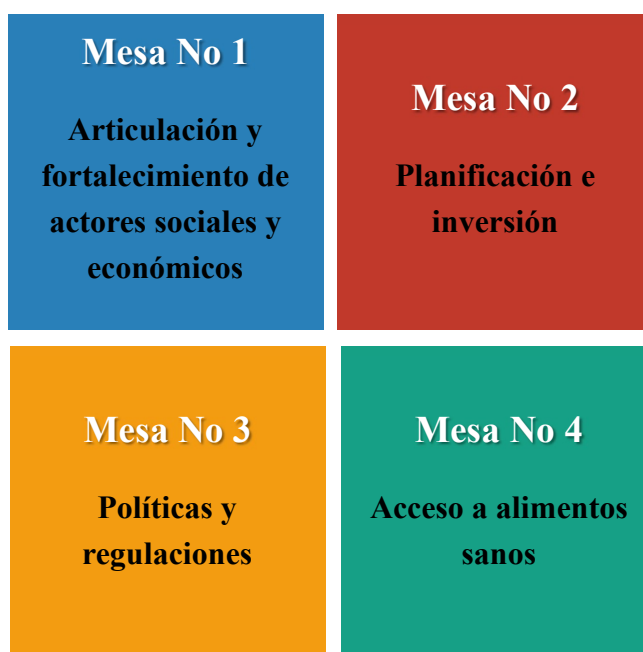 Mesa No 1
Articulación y
fortalecimiento de
actores sociales y
económicos
Mesa No 2
Planificación e
inversión
Mesa No 3
Políticas y
regulaciones
Mesa No 4
Acceso a alimentos
sanos